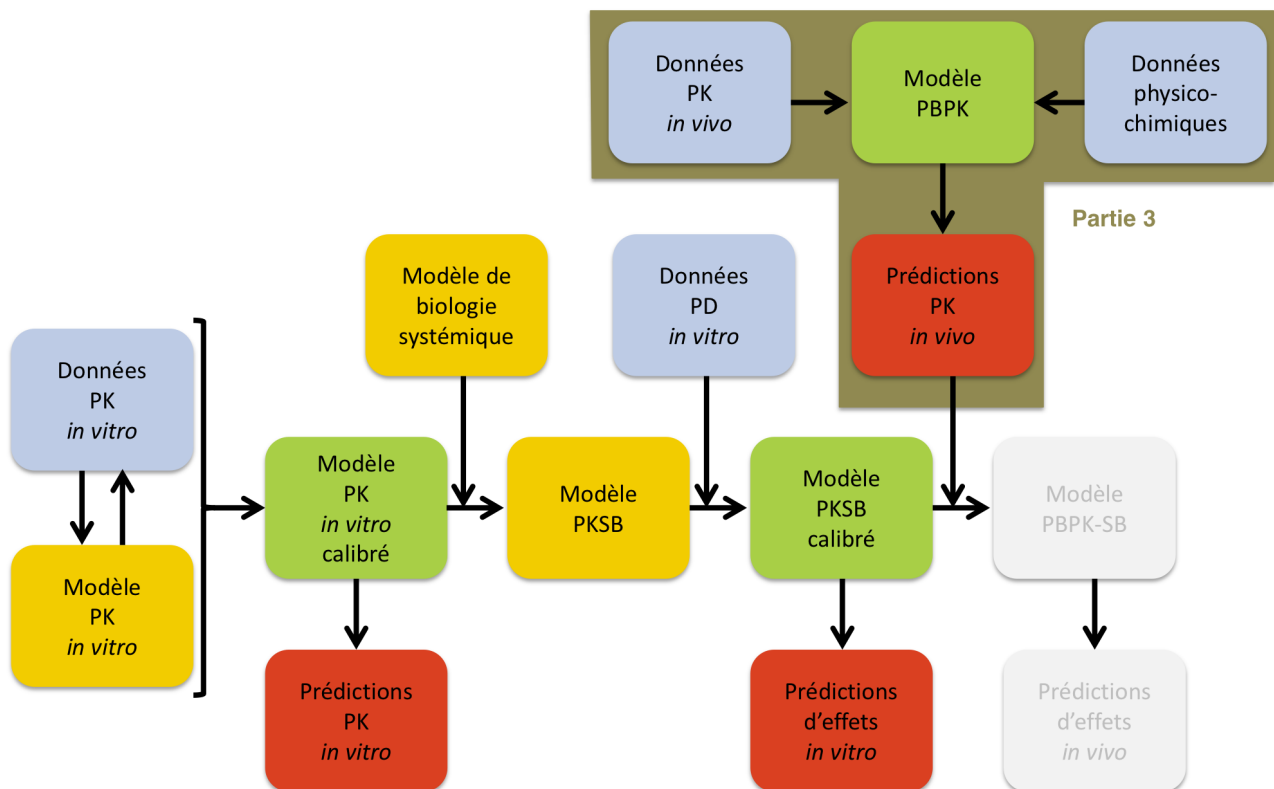 Données
PK
in vivo
Modèle
PBPK
Données
physico-
chimiques
Partie 3
Modèle de
biologie
systémique
Données
PD
in vitro
Prédictions
PK
in vivo
Données
PK
in vitro
Modèle
PK
in vitro
Modèle
PK
in vitro
calibré
Modèle
PKSB
Modèle
PKSB
calibré
Modèle
PBPK-SB
Prédictions
PK
in vitro
Prédictions
d'effets
in vitro
Prédictions
d'effets
in vivo